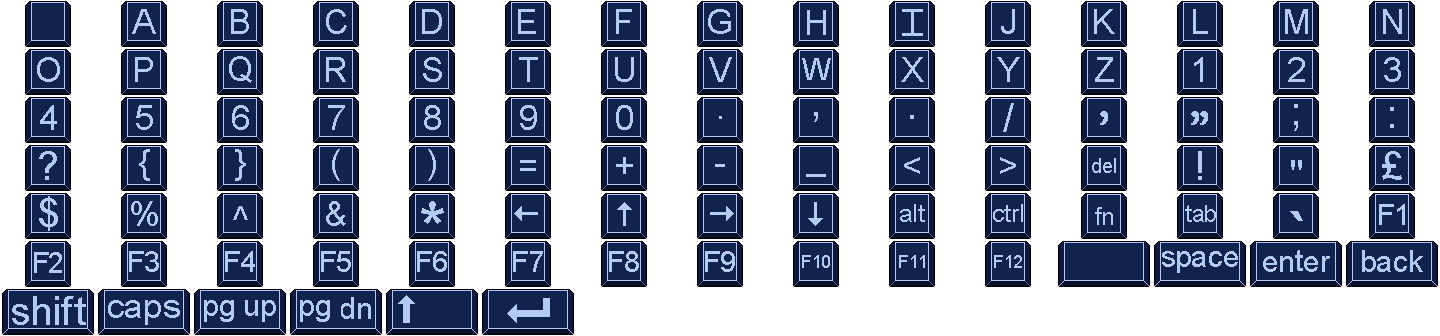 A B C D E F G H I J K L M N
O P Q R S T U V W X Y Z 1 2 3
4 5 6 7 8 9 0 · , . / ’ ” ; :
? { } ( ) = + - _ < > del ! " £
$ % ^ & * ← ↑ → ↓ alt ctrl fn tab ` F1
F2 F3 F4 F5 F6 F7 F8 F9 F10 F11 F12 space enter back
shift caps pg up pg dn ↑ ↵